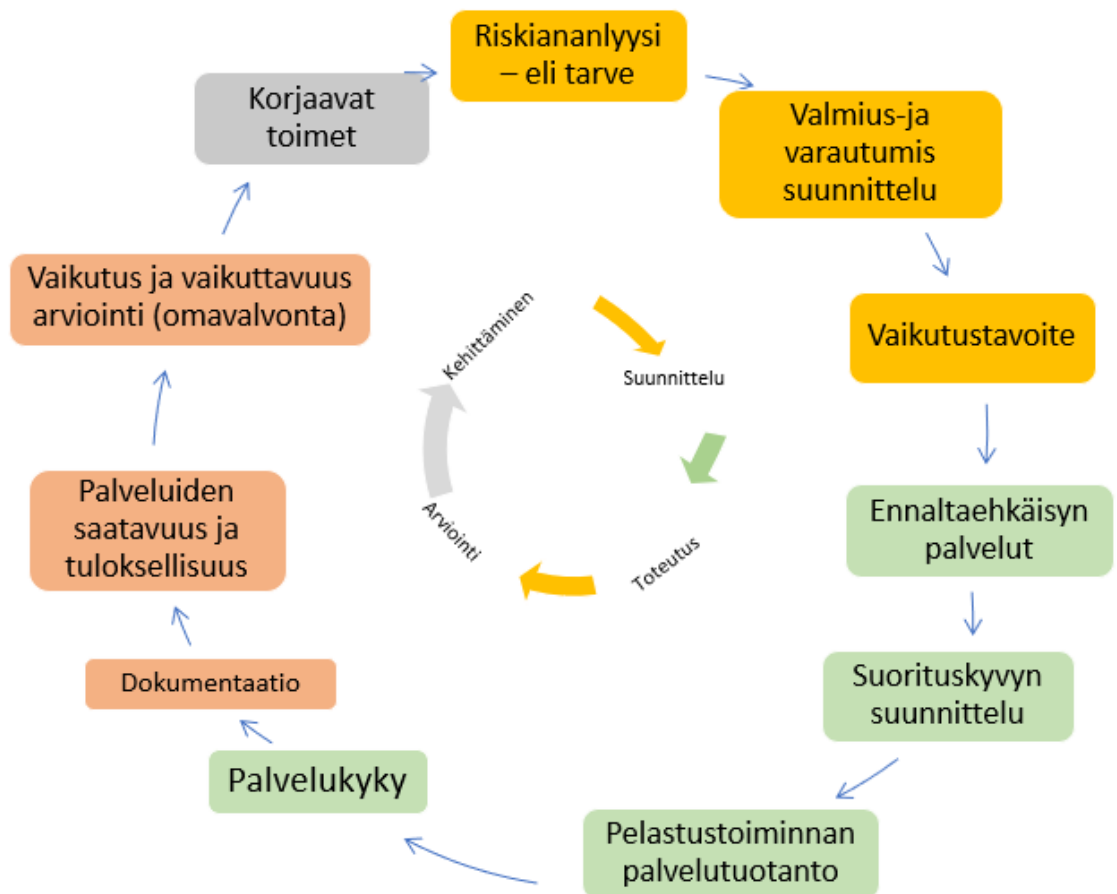 Riskiananlyysi
– eli tarve
Valmius-ja
varautumis
suunnittelu
Vaikutustavoite
Ennaltaehkäisyn
palvelut
Suorituskyvyn
suunnittelu
Pelastustoiminnan
palvelutuotanto
Palvelukyky
Dokumentaatio
Palveluiden
saatavuus ja
tuloksellisuus
Vaikutus ja vaikuttavuus
arviointi (omavalvonta)
Korjaavat
toimet
Suunnittelu
Toteutus
Arviointi
Kehittäminen